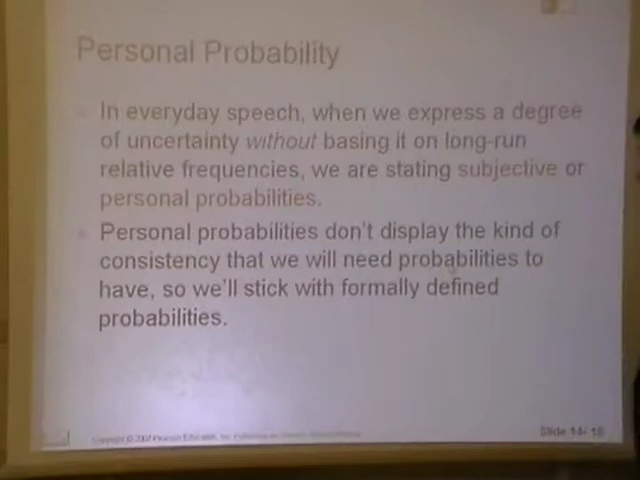 Personal Probability
In everyday speech, when we express a degree
of uncertainty without basing it on long-run
relative frequencies, we are stating subjective or
personal probabilities.
Personal probabilities don't display the kind of
consistency that we will need probabilities to
have, so we'll stick with formally defined
probabilities.
Slide 14- 18